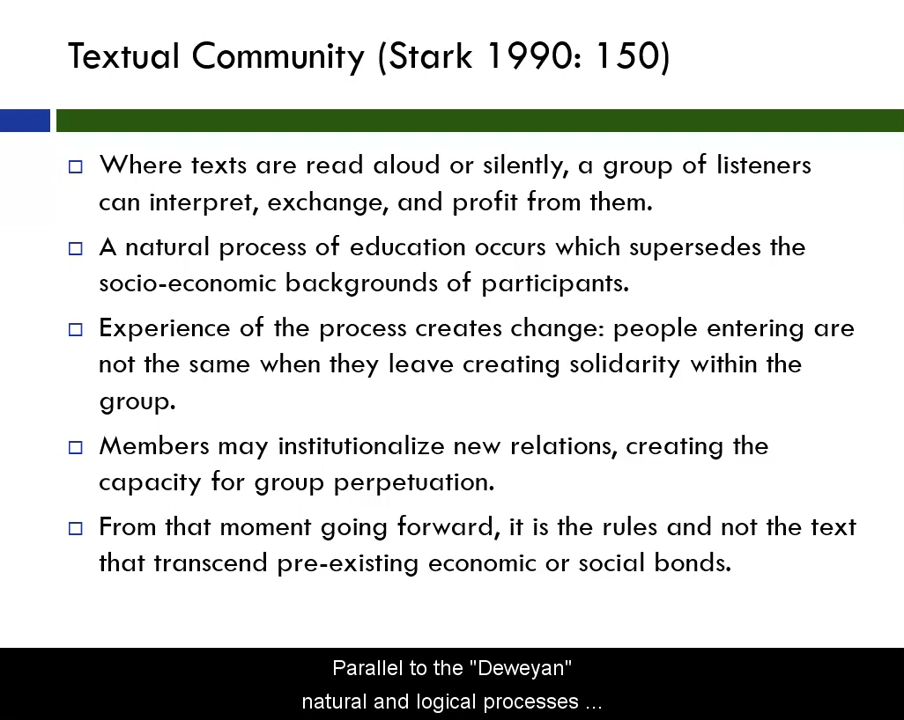 Textual Community (Stark 1990: 150)
Where texts are read aloud or silently, a group of listeners
can interpret, exchange, and profit from them.
A natural process of education occurs which supersedes the
socio-economic backgrounds of participants.
Experience of the process creates change: people entering are
not the same when they leave creating solidarity within the
group.
Members may institutionalize new relations, creating the
capacity for group perpetuation.
From that moment going forward, it is the rules and not the text
that transcend pre-existing economic or social bonds.
Parallel to the "Deweyan"
natural and logical processes ...